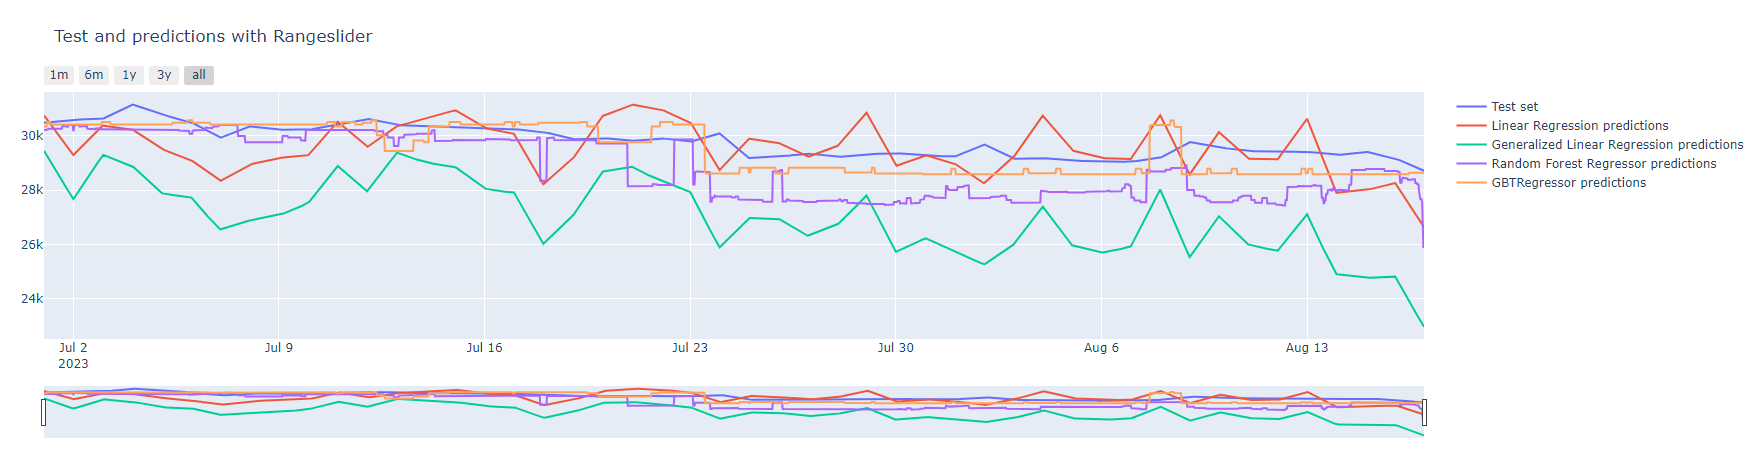 Test and predictions with Rangeslider
1m 6m 1y 3y all
Test set
Linear Regression predictions
Generalized Linear Regression predictions
Random Forest Regressor predictions
GBTRegressor predictions
30k
28k
26k
24k
Jul 2 Jul 9 Jul 16 Jul 23 Jul 30 Aug 6 Aug 13
2023